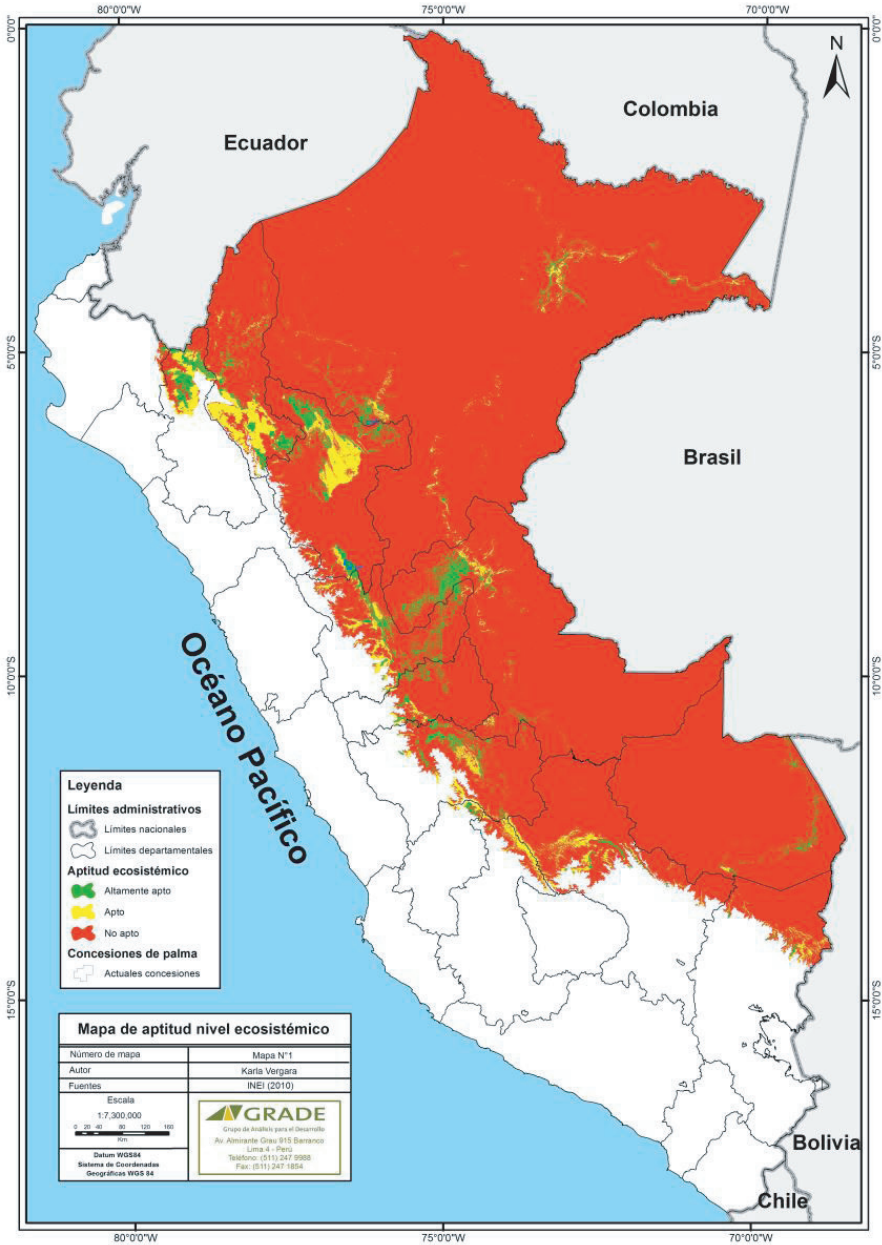 80°0'0"W
75°0'0"W
70°0'0"W
0°0'0"
0°0'0"
N
Colombia
Ecuador
5°0'0"S
5°0'0"S
Brasil
10°0'0"S
10°0'0"S
Océano Pacífico
Leyenda
Límites administrativos
Límites nacionales
Límites departamentales
Aptitud ecosistémico
Altamente apto
Apto
No apto
Concesiones de palma
Actuales concesiones
15°0'0"S
15°0'0"S
Mapa de aptitud nivel ecosistémico
Número de mapa Mapa N°1
Autor Karla Vergara
Fuentes INEI (2010)
Escala
1:7,300,000
0 20 40 80 120 160
Km
Datum WGS84
Sistema de Coordenadas
Geográficas WGS 84
GRADE
Grupo de Análisis para el Desarrollo
Av. Almirante Grau 915 Barranco
Lima 4 - Perú
Teléfono: (511) 247 9988
Fax: (511) 247 1854
Bolivia
Chile
80°0'0"W
75°0'0"W
70°0'0"W